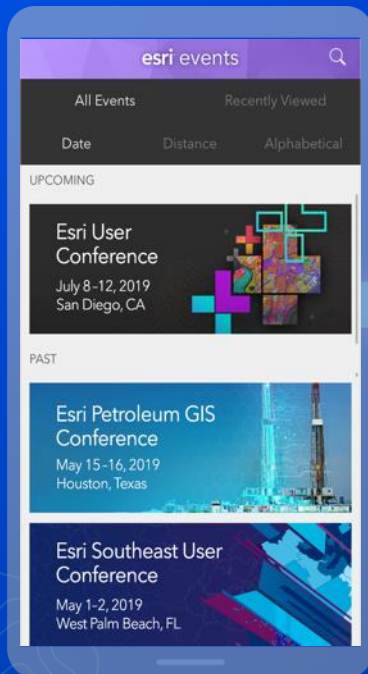 esri events
All Events Recently Viewed
Date Distance Alphabetical
UPCOMING
Esri User
Conference
July 8-12, 2019
San Diego, CA
PAST
Esri Petroleum GIS
Conference
May 15-16, 2019
Houston, Texas
Esri Southeast User
Conference
May 1-2, 2019
West Palm Beach, FL